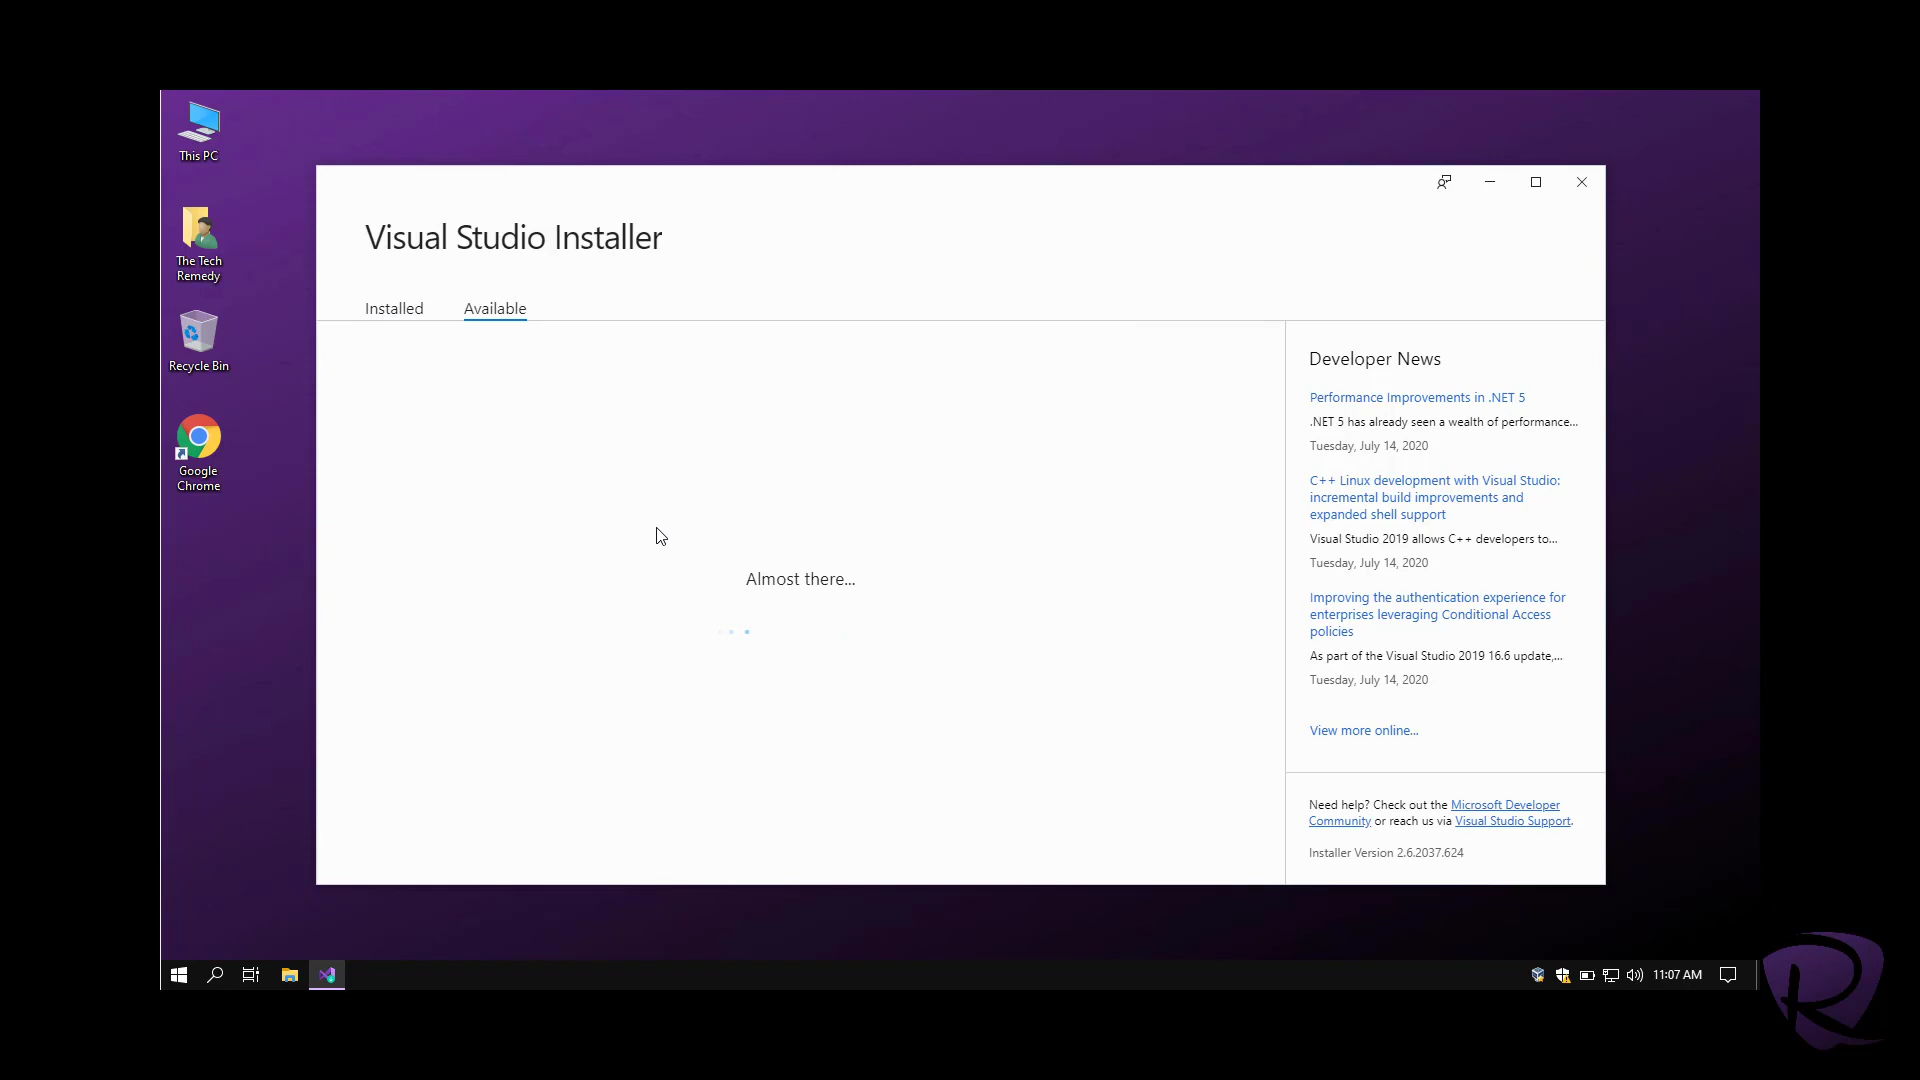 This PC
The Tech
Remedy
Recycle Bin
Google
Chrome
Visual Studio Installer
Installed
Available
Almost there...
Developer News
Performance Improvements in .NET 5
.NET 5 has already seen a wealth of performance...
Tuesday, July 14, 2020
C++ Linux development with Visual Studio:
incremental build improvements and
expanded shell support
Visual Studio 2019 allows C++ developers to...
Tuesday, July 14, 2020
Improving the authentication experience for
enterprises leveraging Conditional Access
policies
As part of the Visual Studio 2019 16.6 update,...
Tuesday, July 14, 2020
View more online...
Need help? Check out the Microsoft Developer
Community or reach us via Visual Studio Support.
Installer Version 2.6.2037.624
11:07 AM
R